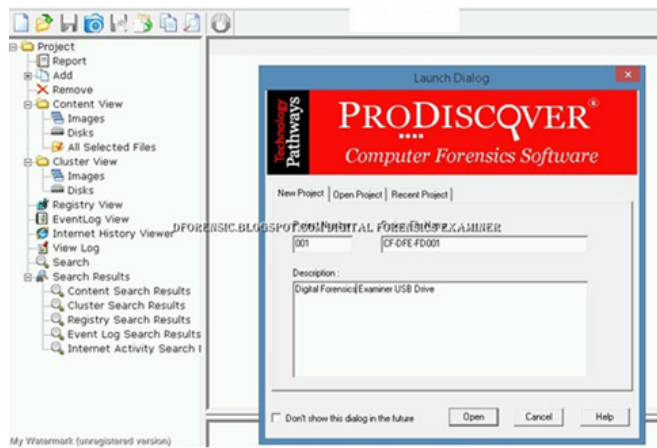 Project
Report
Add
Remove
Content View
Images
Disks
All Selected Files
Cluster View
Images
Disks
Registry View
EventLog View
Internet History Viewer
View Log
Search
Search Results
Content Search Results
Cluster Search Results
Registry Search Results
Event Log Search Results
Internet Activity Search
My Watermark (unregistered version)
Launch Dialog
Technology Pathways
PRODISCOVER®
Computer Forensics Software
New Project Open Project Recent Project
DFORENSIC.BLOGSPOT.COM DIGITAL FORENSICS EXAMINER
001 CF-DFE-FD001
Description :
Digital Forensics Examiner USB Drive
Don't show this dialog in the future Open Cancel Help